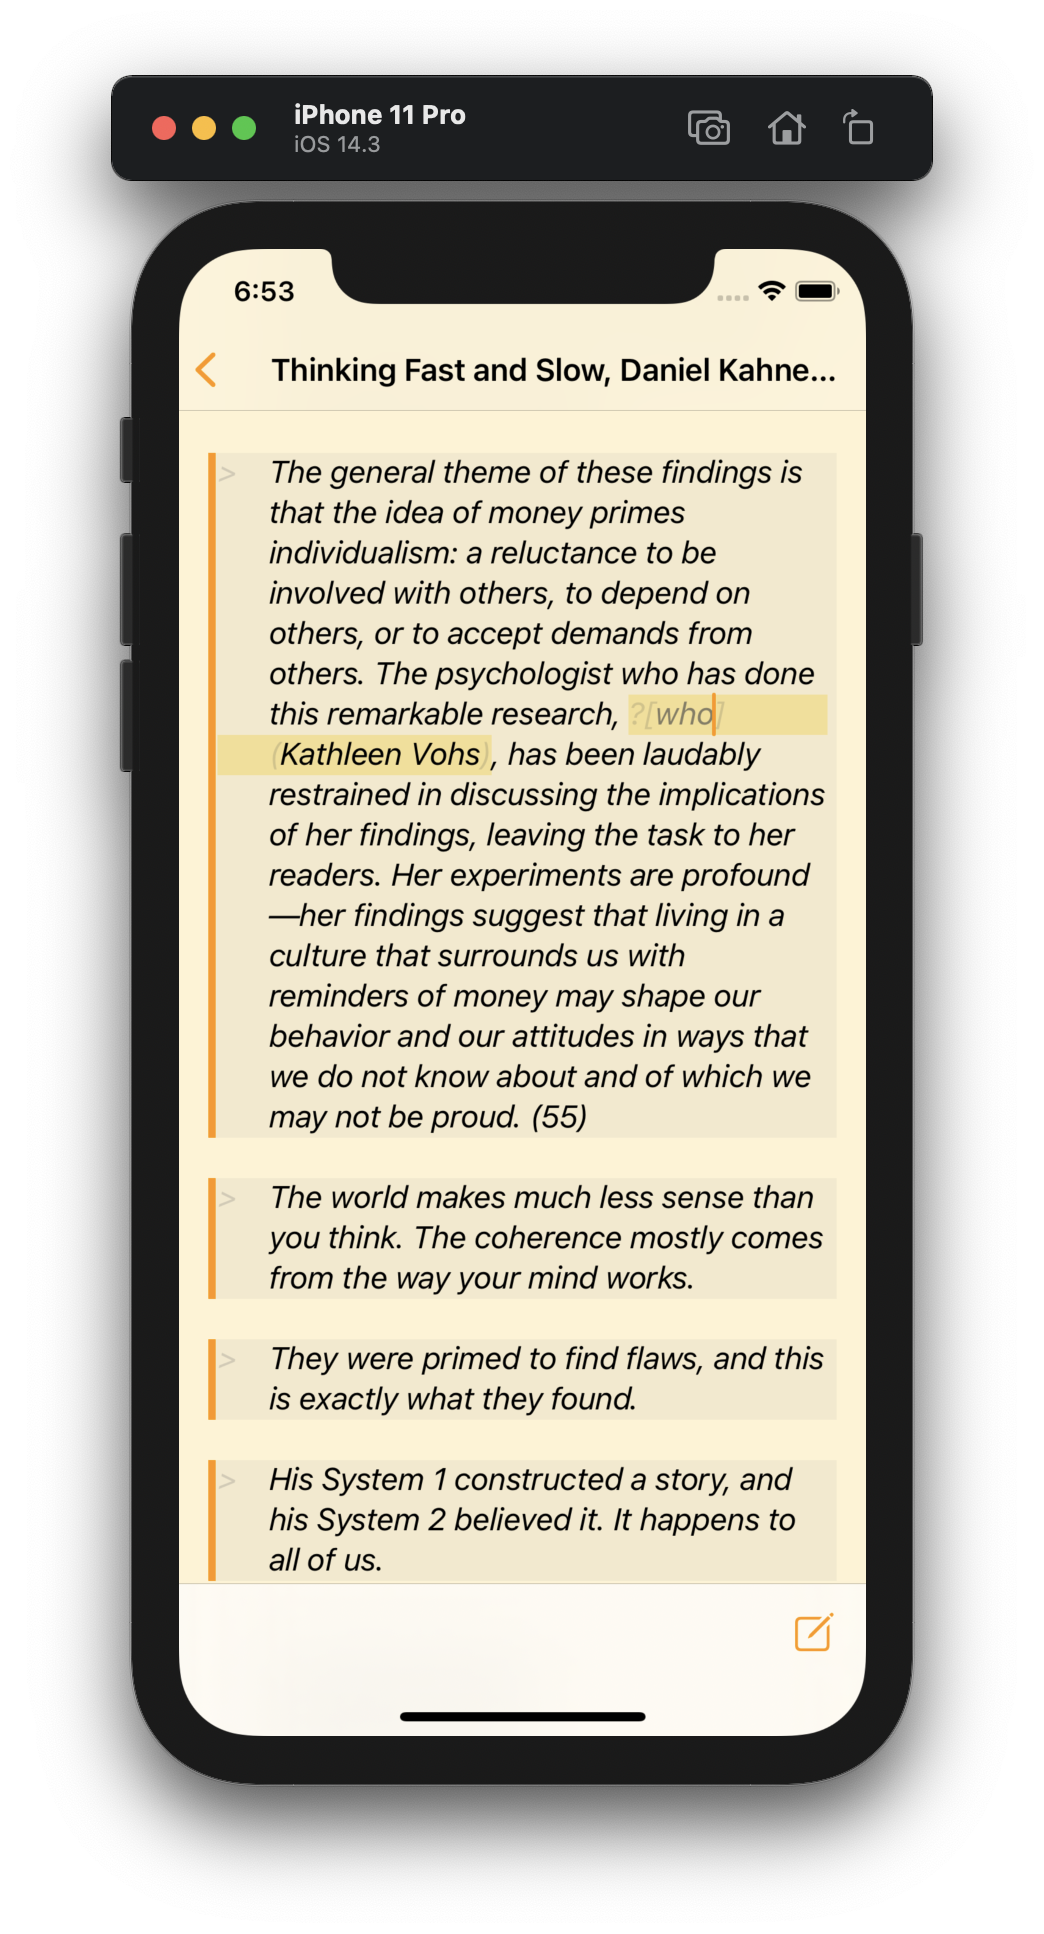 iPhone 11 Pro
iOS 14.3
6:53
Thinking Fast and Slow, Daniel Kahne...
> The general theme of these findings is
that the idea of money primes
individualism: a reluctance to be
involved with others, to depend on
others, or to accept demands from
others. The psychologist who has done
this remarkable research, ?[who]
(Kathleen Vohs), has been laudably
restrained in discussing the implications
of her findings, leaving the task to her
readers. Her experiments are profound
—her findings suggest that living in a
culture that surrounds us with
reminders of money may shape our
behavior and our attitudes in ways that
we do not know about and of which we
may not be proud. (55)
> The world makes much less sense than
you think. The coherence mostly comes
from the way your mind works.
> They were primed to find flaws, and this
is exactly what they found.
> His System 1 constructed a story, and
his System 2 believed it. It happens to
all of us.